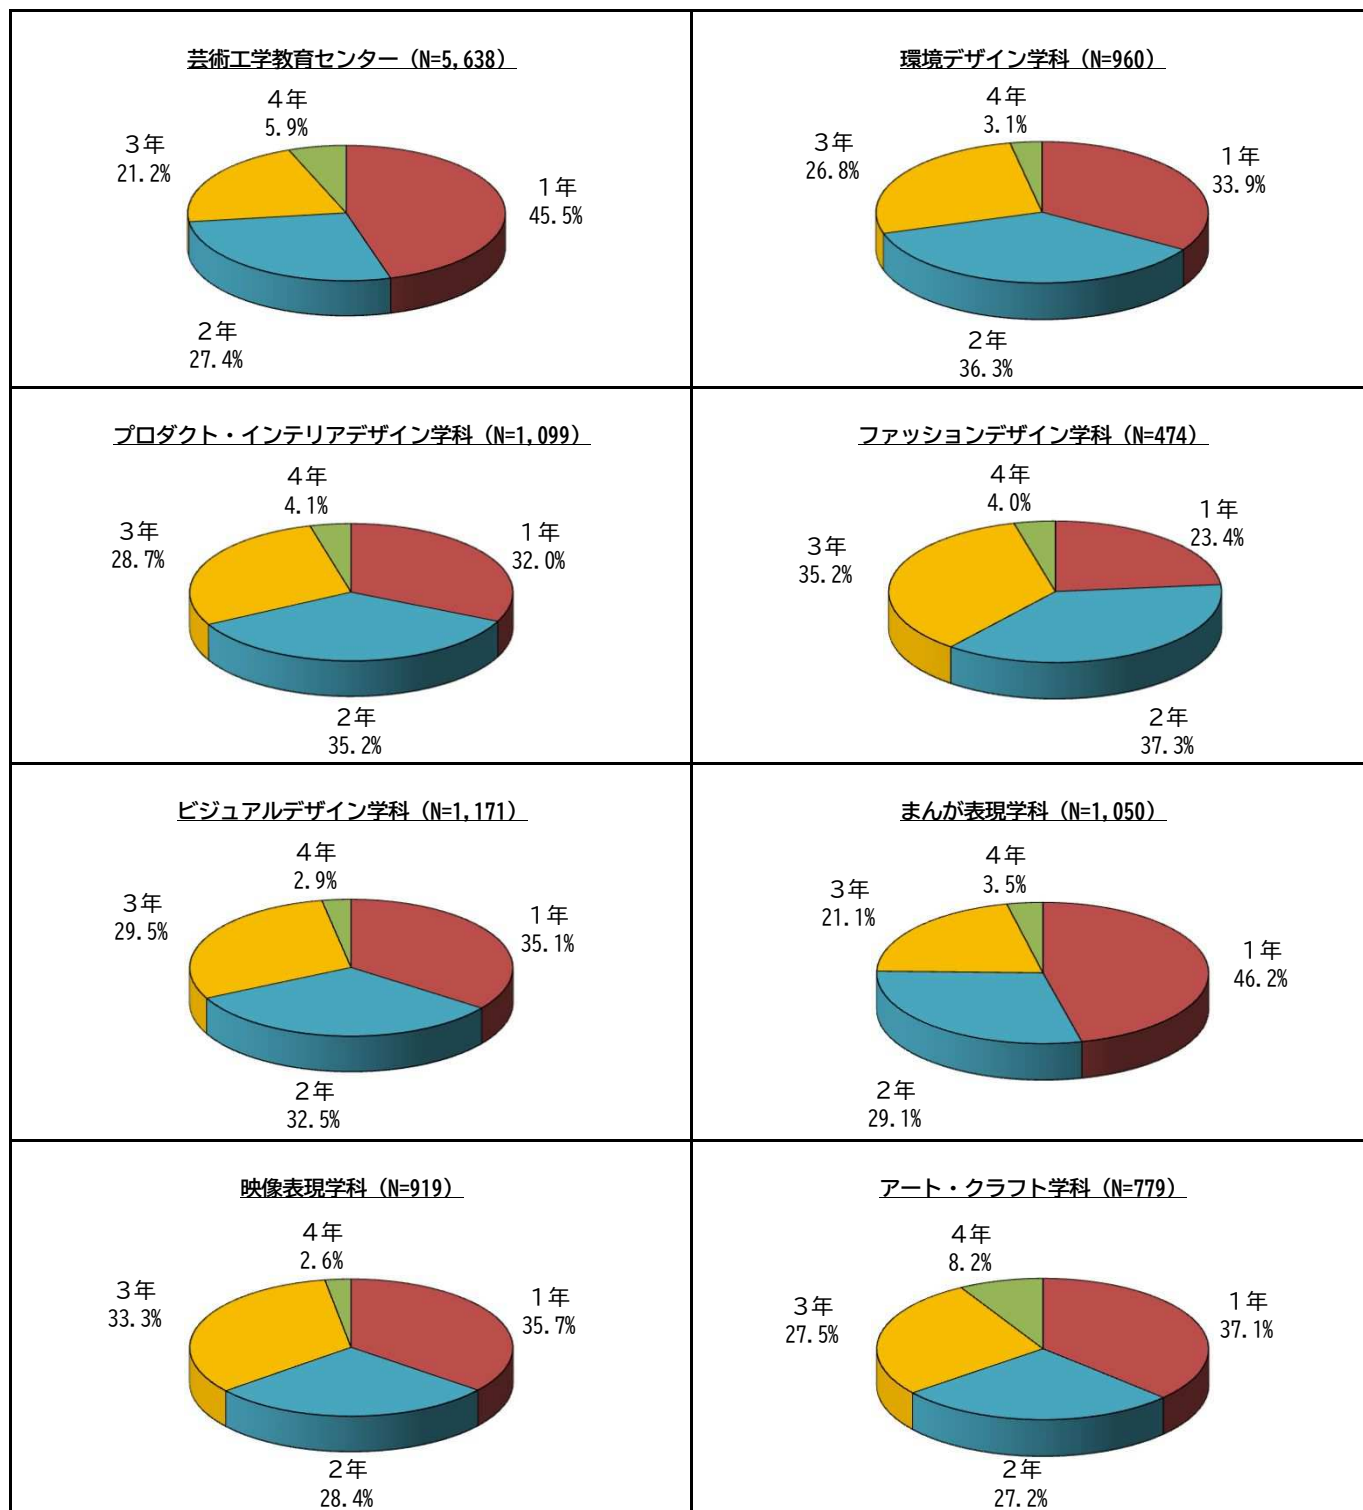 芸術工学教育センター（N=5,638）
4年
5.9%
3年
21.2%
1年
45.5%
2年
27.4%
環境デザイン学科（N=960）
4年
3.1%
3年
26.8%
1年
33.9%
2年
36.3%
プロダクト・インテリアデザイン学科（N=1,099）
4年
4.1%
3年
28.7%
1年
32.0%
2年
35.2%
ファッションデザイン学科（N=474）
4年
4.0%
1年
23.4%
3年
35.2%
2年
37.3%
ビジュアルデザイン学科（N=1,171）
4年
2.9%
3年
29.5%
1年
35.1%
2年
32.5%
まんが表現学科（N=1,050）
4年
3.5%
3年
21.1%
1年
46.2%
2年
29.1%
映像表現学科（N=919）
4年
2.6%
3年
33.3%
1年
35.7%
2年
28.4%
アート・クラフト学科（N=779）
4年
8.2%
3年
27.5%
1年
37.1%
2年
27.2%